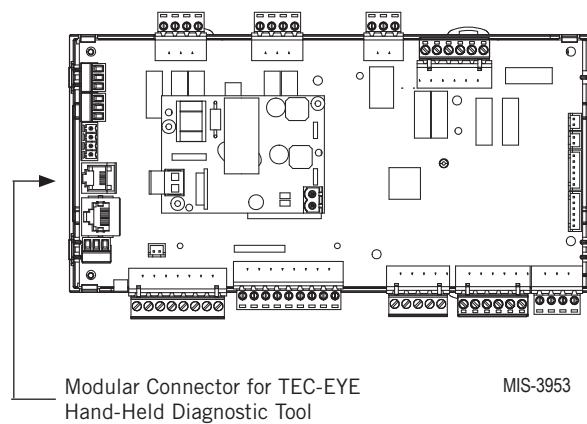 Modular Connector for TEC-EYE
Hand-Held Diagnostic Tool
MIS-3953